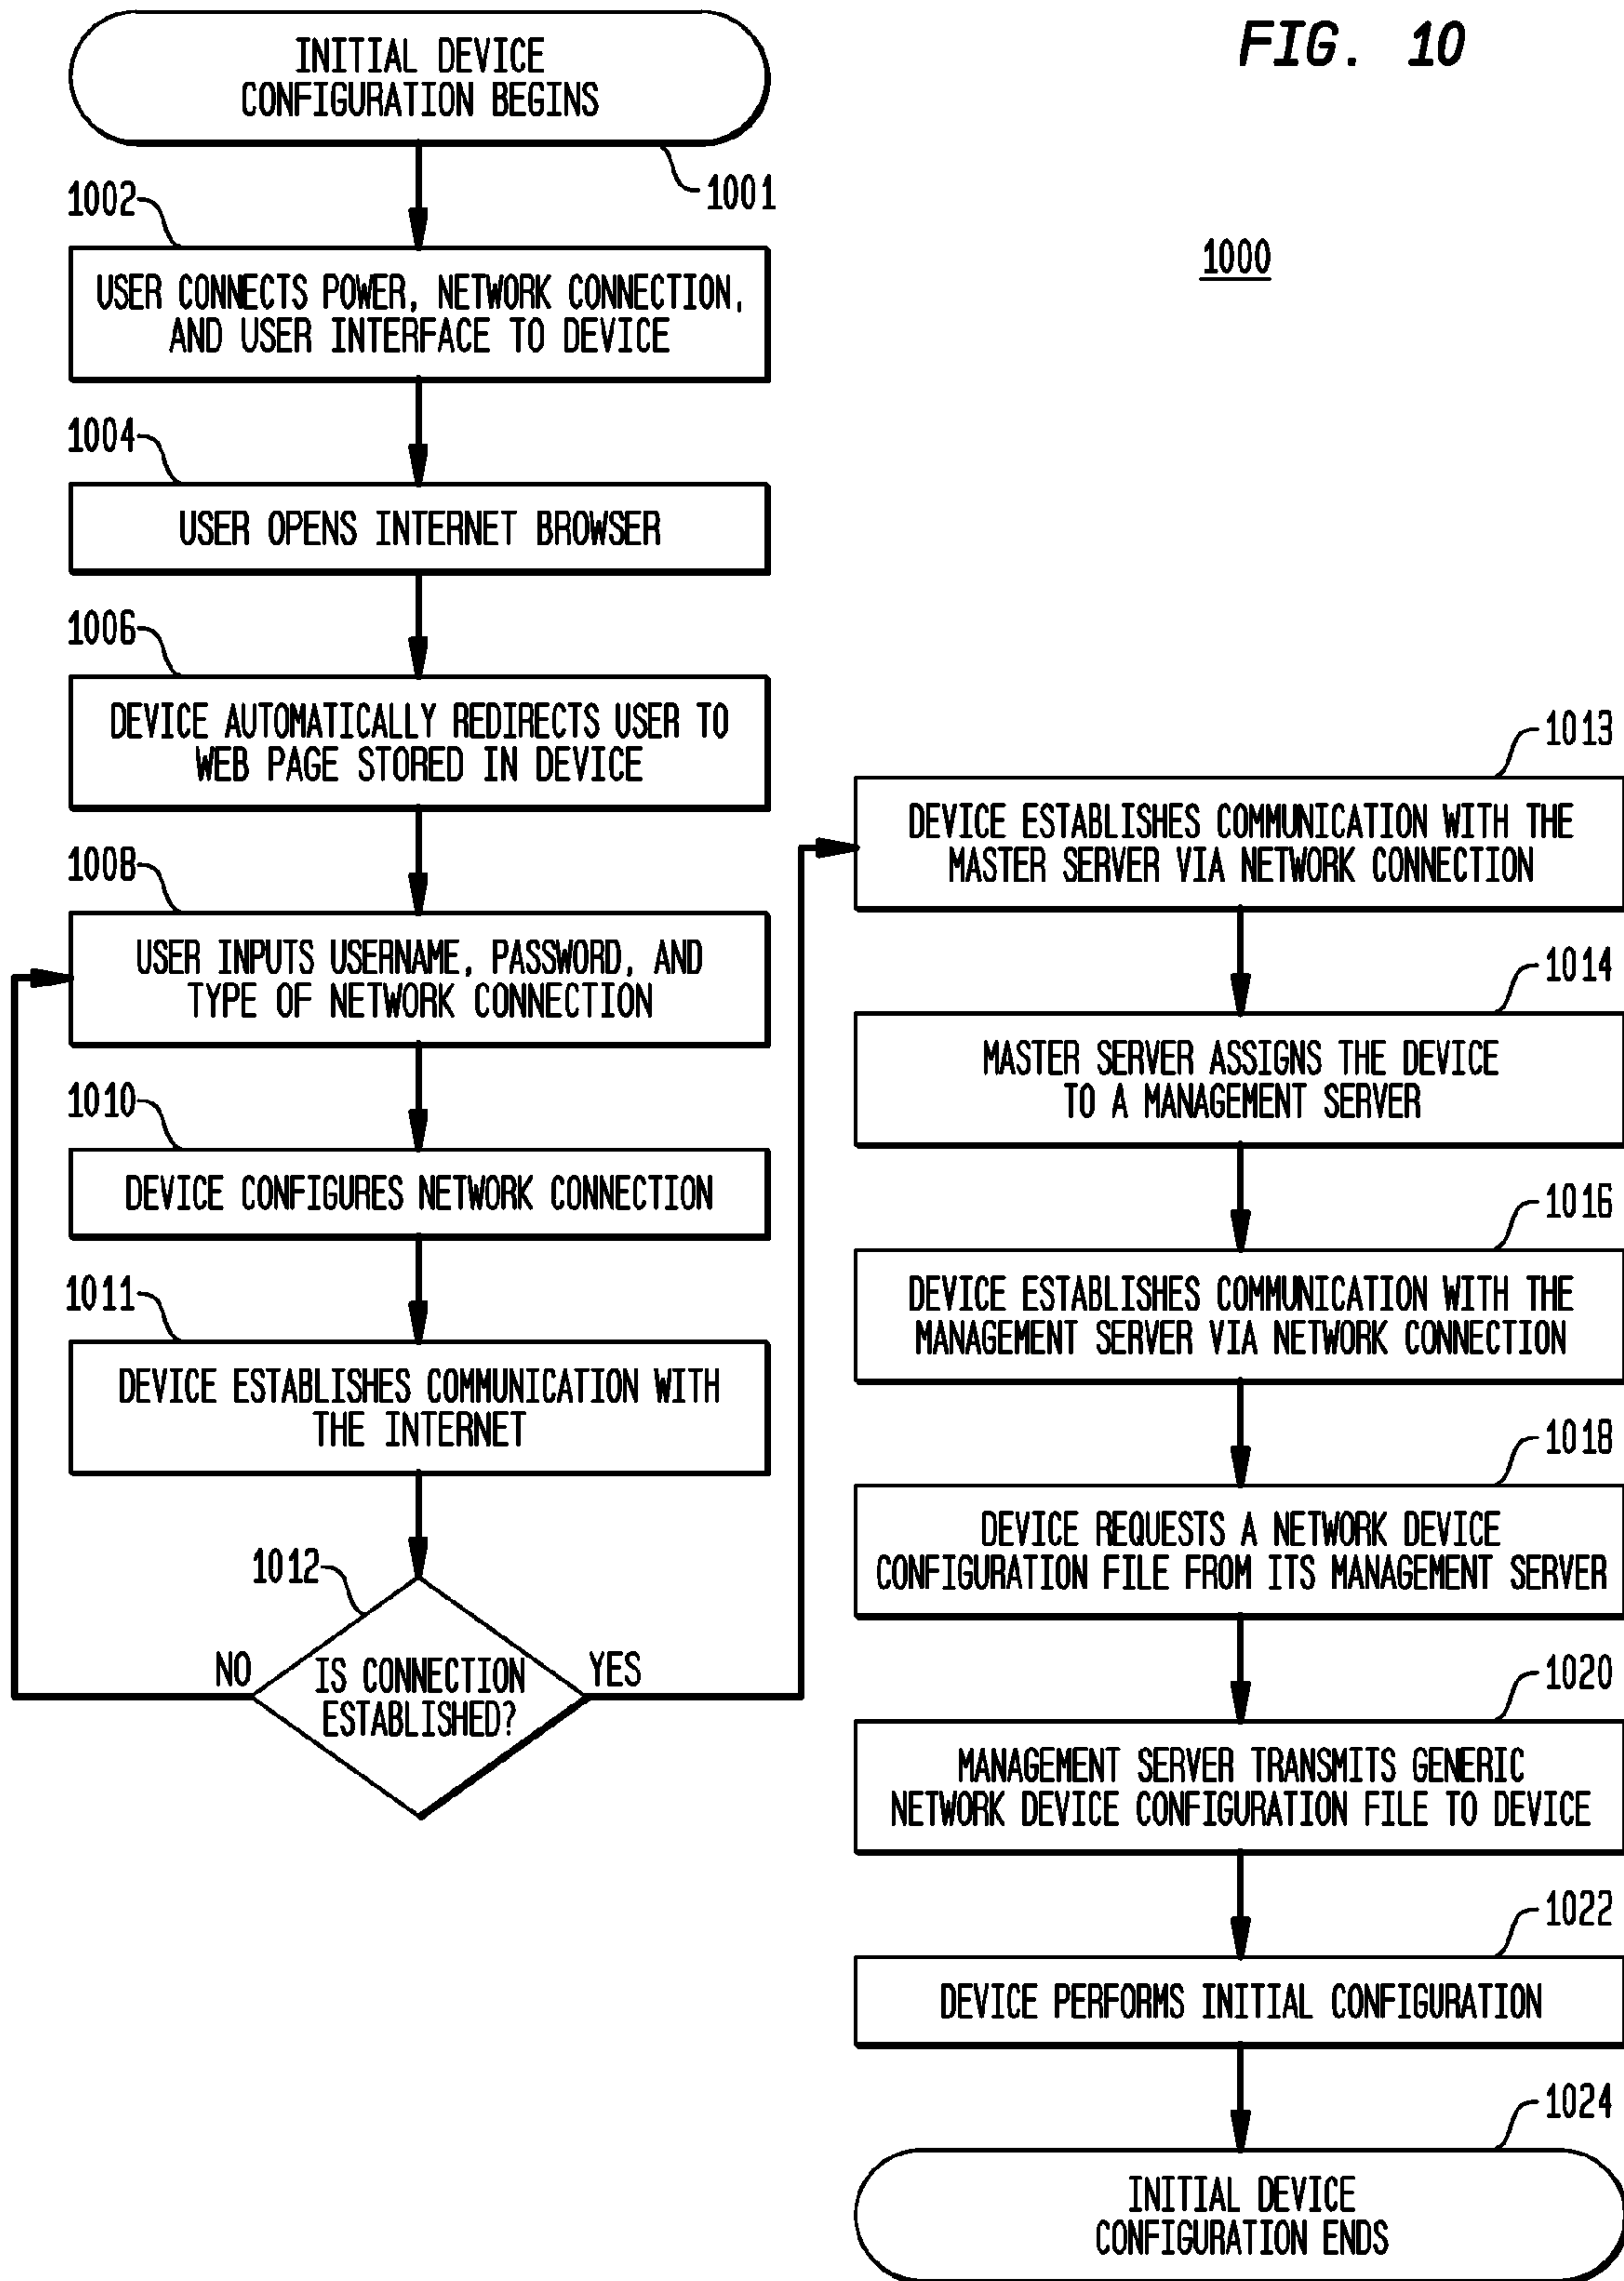 FIG. 10
1000
INITIAL DEVICE
CONFIGURATION BEGINS
1001
1002
USER CONNECTS POWER, NETWORK CONNECTION,
AND USER INTERFACE TO DEVICE
1004
USER OPENS INTERNET BROWSER
1006
DEVICE AUTOMATICALLY REDIRECTS USER TO
WEB PAGE STORED IN DEVICE
1008
USER INPUTS USERNAME, PASSWORD, AND
TYPE OF NETWORK CONNECTION
1010
DEVICE CONFIGURES NETWORK CONNECTION
1011
DEVICE ESTABLISHES COMMUNICATION WITH
THE INTERNET
1012
NO
IS CONNECTION
ESTABLISHED?
YES
1013
DEVICE ESTABLISHES COMMUNICATION WITH THE
MASTER SERVER VIA NETWORK CONNECTION
1014
MASTER SERVER ASSIGNS THE DEVICE
TO A MANAGEMENT SERVER
1016
DEVICE ESTABLISHES COMMUNICATION WITH THE
MANAGEMENT SERVER VIA NETWORK CONNECTION
1018
DEVICE REQUESTS A NETWORK DEVICE
CONFIGURATION FILE FROM ITS MANAGEMENT SERVER
1020
MANAGEMENT SERVER TRANSMITS GENERIC
NETWORK DEVICE CONFIGURATION FILE TO DEVICE
1022
DEVICE PERFORMS INITIAL CONFIGURATION
1024
INITIAL DEVICE
CONFIGURATION ENDS